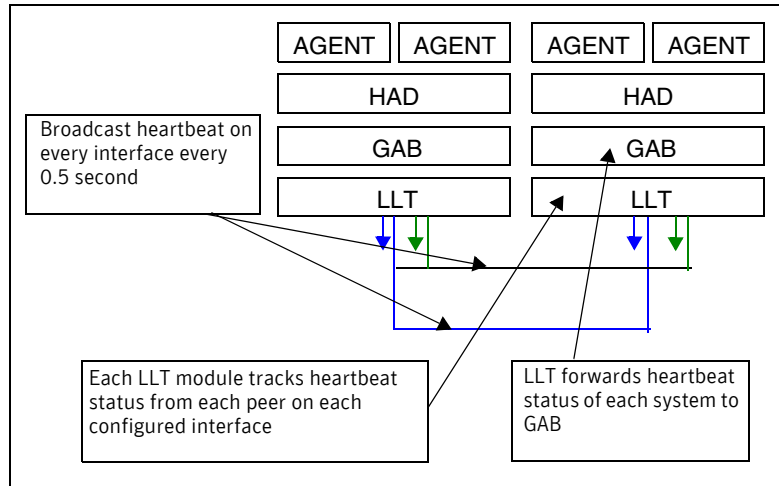 AGENT AGENT AGENT AGENT
HAD HAD
Broadcast heartbeat on
every interface every
0.5 second
GAB GAB
LLT LLT
Each LLT module tracks heartbeat
status from each peer on each
configured interface
LLT forwards heartbeat
status of each system to
GAB